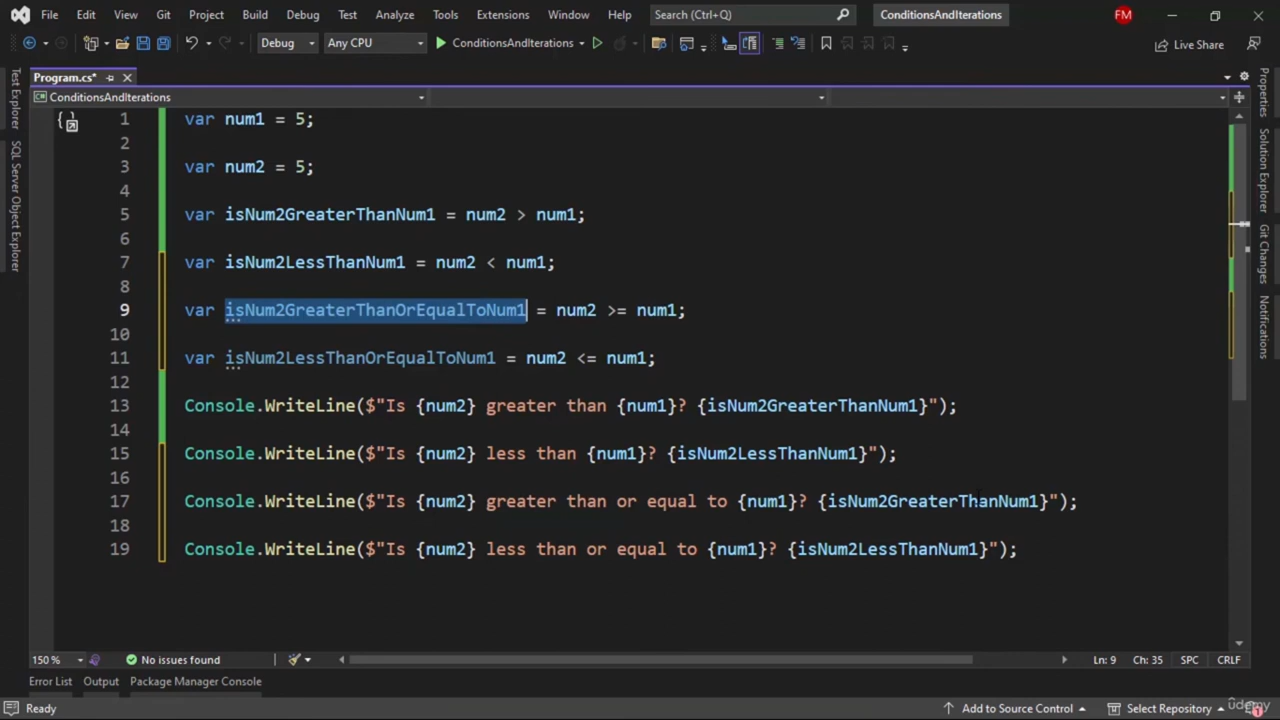 File Edit View Git Project Build Debug Test Analyze Tools Extensions Window Help Search (Ctrl+Q) ConditionsAndIterations FM
Debug Any CPU ConditionsAndIterations Live Share
Program.cs*
ConditionsAndIterations
Test Explorer
SQL Server Object Explorer
1 var num1 = 5;
2
3 var num2 = 5;
4
5 var isNum2GreaterThanNum1 = num2 > num1;
6
7 var isNum2LessThanNum1 = num2 < num1;
8
9 var isNum2GreaterThanOrEqualToNum1 = num2 >= num1;
10
11 var isNum2LessThanOrEqualToNum1 = num2 <= num1;
12
13 Console.WriteLine($"Is {num2} greater than {num1}? {isNum2GreaterThanNum1}");
14
15 Console.WriteLine($"Is {num2} less than {num1}? {isNum2LessThanNum1}");
16
17 Console.WriteLine($"Is {num2} greater than or equal to {num1}? {isNum2GreaterThanNum1}");
18
19 Console.WriteLine($"Is {num2} less than or equal to {num1}? {isNum2LessThanNum1}");
Properties
Solution Explorer
Git Changes
Notifications
150 % No issues found Ln: 9 Ch: 35 SPC CRLF
Error List Output Package Manager Console
Ready Add to Source Control Select Repository 1
udemy